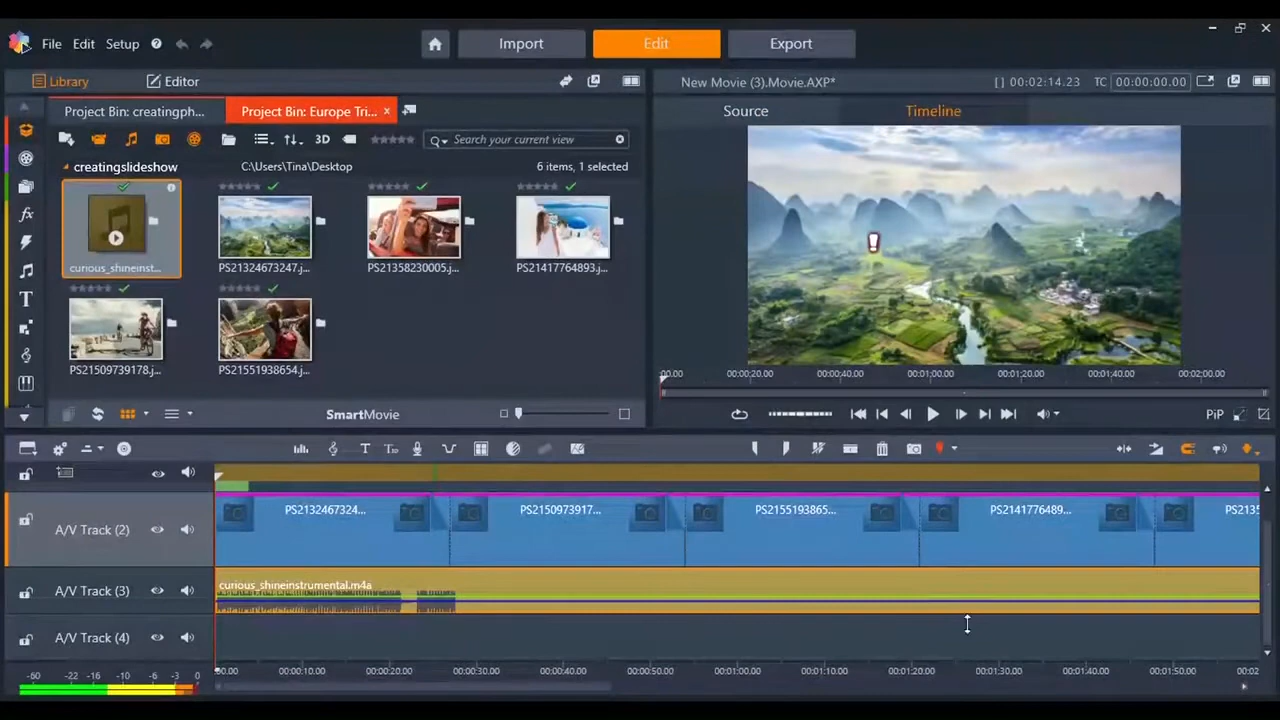 File Edit Setup Import Edit Export
Library Editor New Movie (3).Movie.AXP* [] 00:02:14.23 TC 00:00:00.00
Project Bin: creatingph... Project Bin: Europe Tri... × Source Timeline
3D Search your current view
creatingslideshow C:\Users\Tina\Desktop 6 items, 1 selected
curious_shineinst... PS21324673247.j... PS21358230005.j... PS21417764893.j...
PS21509739178.j... PS21551938654.j...
:00.00 00:00:20.00 00:00:40.00 00:01:00.00 00:01:20.00 00:01:40.00 00:02:00.00
SmartMovie PiP
A/V Track (2) PS2132467324... PS2150973917... PS2155193865... PS2141776489... PS2135
A/V Track (3) curious_shineinstrumental.m4a
A/V Track (4)
-60 -22 -16 -10 -6 -3 0 :00.00 00:00:10.00 00:00:20.00 00:00:30.00 00:00:40.00 00:00:50.00 00:01:00.00 00:01:10.00 00:01:20.00 00:01:30.00 00:01:40.00 00:01:50.00 00:02